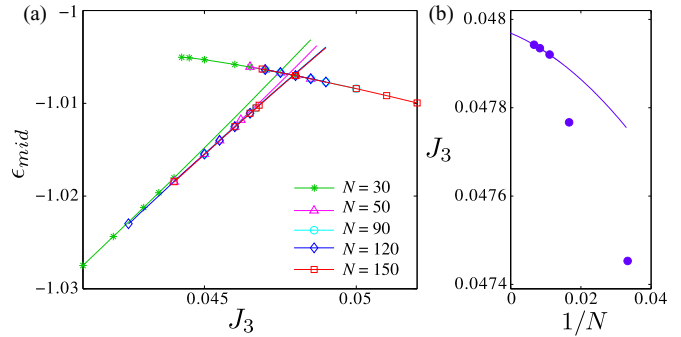 (a)
−1
−1.01
−1.02
−1.03
ϵ_mid
0.045
0.05
J_3
N = 30
N = 50
N = 90
N = 120
N = 150
(b)
0.048
0.0478
0.0476
0.0474
J_3
0
0.02
0.04
1/N